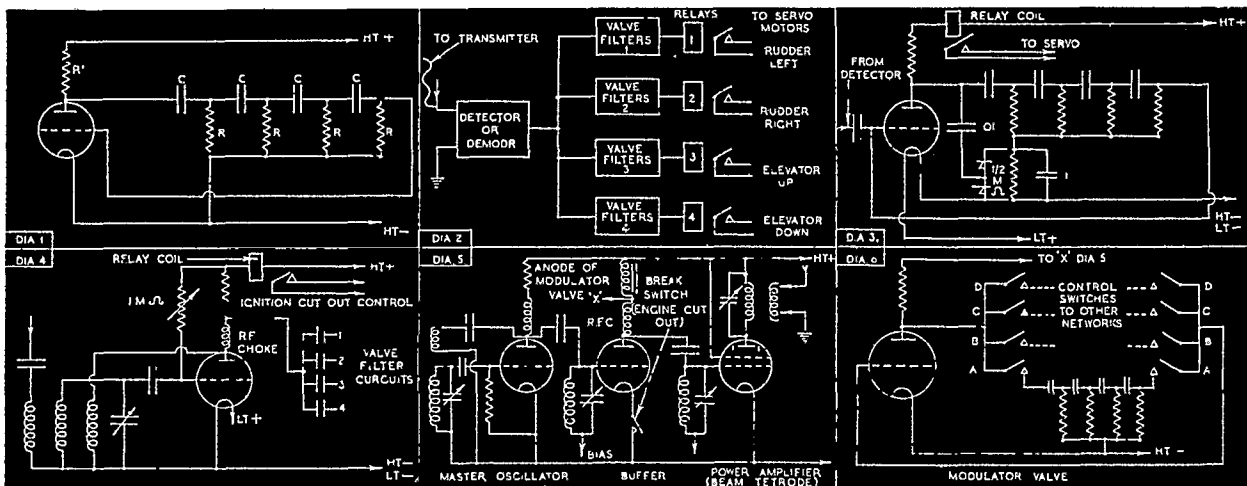 HT+
R'
C
C
C
C
R
R
R
R
HT-
DIA 1
TO TRANSMITTER
DETECTOR
OR
DEMODR
VALVE
FILTERS
1
VALVE
FILTERS
2
VALVE
FILTERS
3
VALVE
FILTERS
4
RELAYS
1
2
3
4
TO SERVO
MOTORS
RUDDER
LEFT
RUDDER
RIGHT
ELEVATOR
UP
ELEVATOR
DOWN
DIA 2
RELAY COIL
HT+
TO SERVO
FROM
DETECTOR
·01
1/2
M
Ω
1
HT-
LT-
LT+
DIA 3.
DIA 4
RELAY COIL
HT+
IGNITION CUT OUT CONTROL
1M Ω
RF
CHOKE
VALVE
FILTER
CIRCUITS
1
2
3
4
LT+
HT-
LT-
DIA 5
HT+
ANODE OF
MODULATOR
VALVE 'X'
BREAK
SWITCH
(ENGINE CUT
OUT)
R.F.C
BIAS
MASTER OSCILLATOR
BUFFER
POWER AMPLIFIER
(BEAM TETRODE)
DIA. 6
TO 'X' DIA 5
D
C
B
A
CONTROL
SWITCHES
TO OTHER
NETWORKS
D
C
B
A
HT -
MODULATOR VALVE